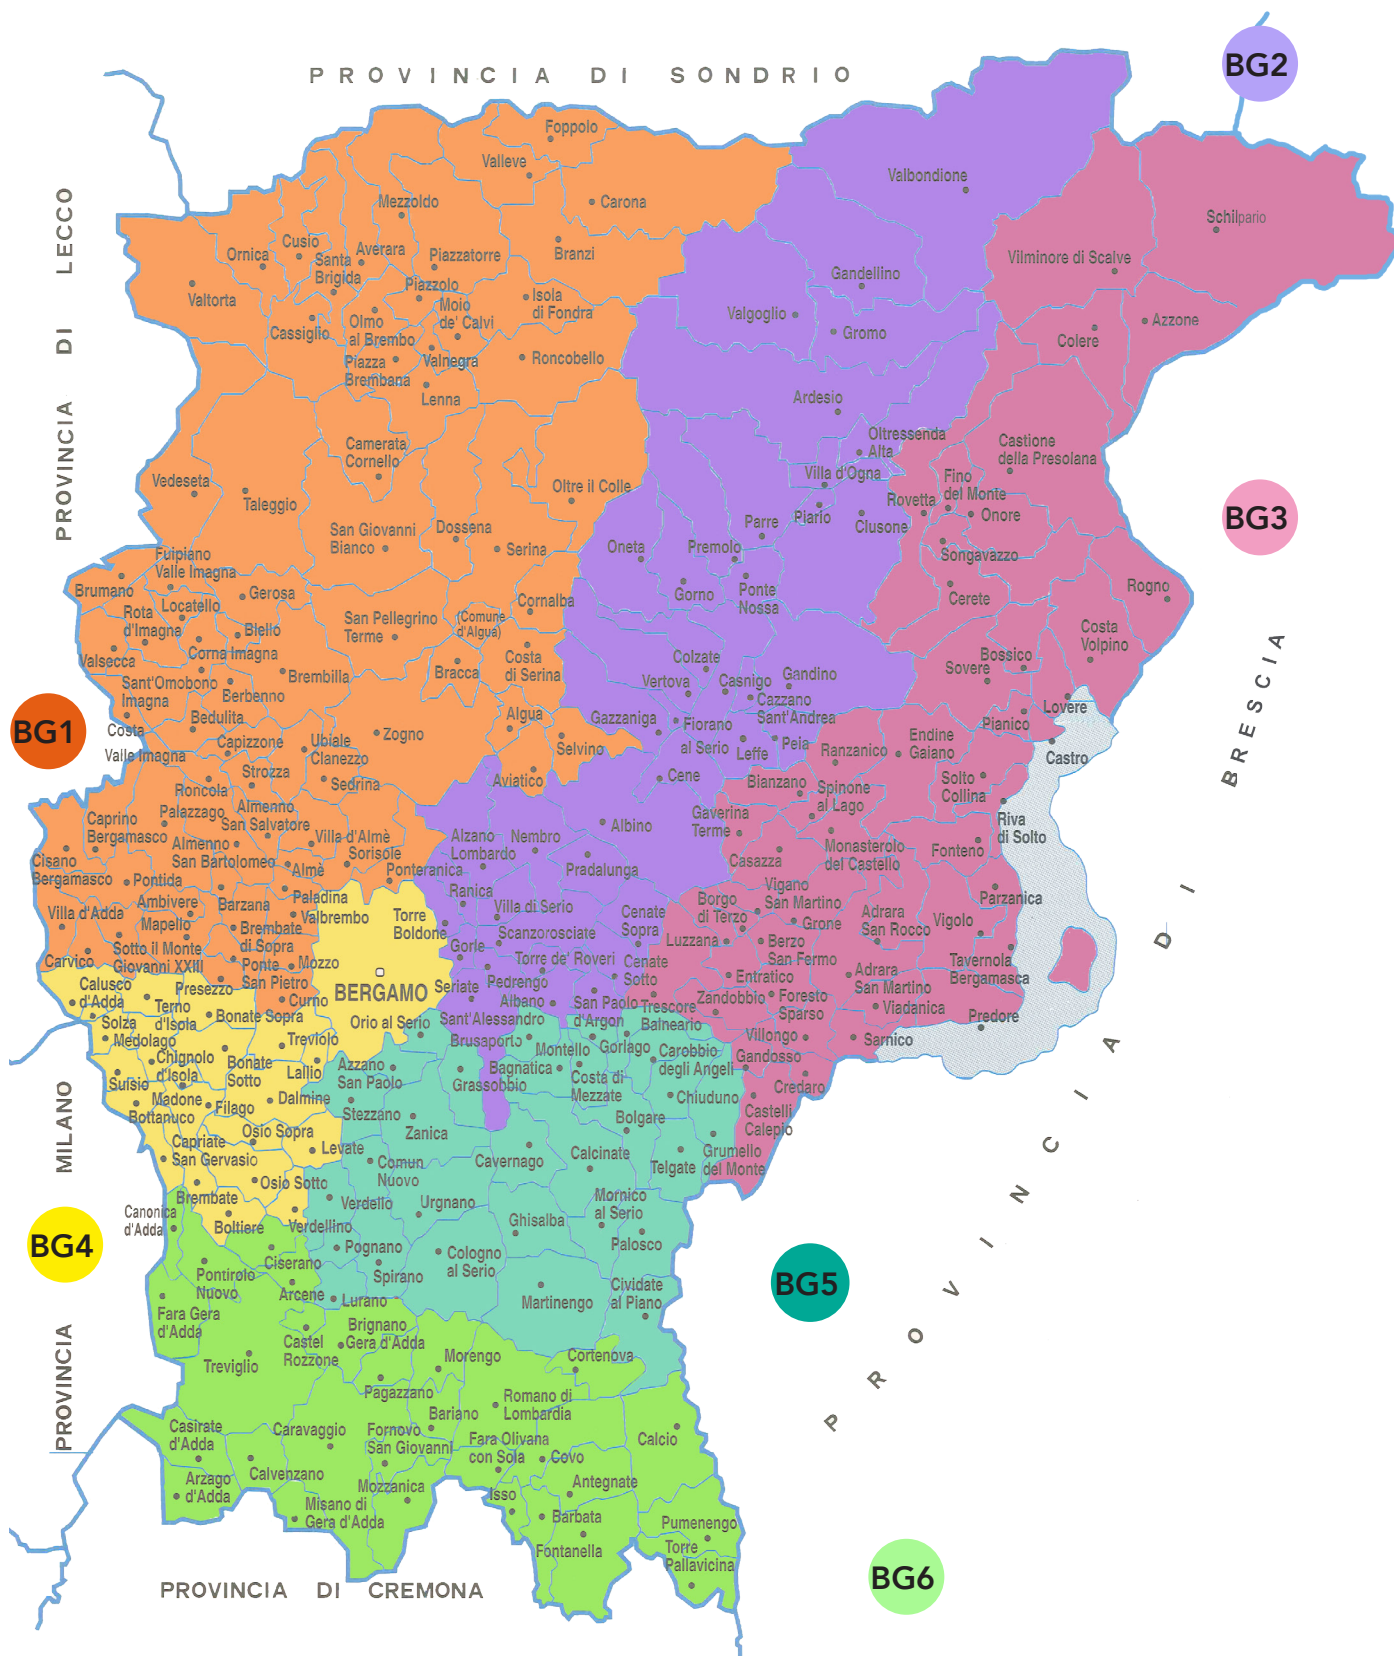 PROVINCIA DI SONDRIO
BG2
PROVINCIA DI LECCO
Foppolo
Valleve
Carona
Mezzoldo
Valbondione
Schilpario
Cusio
Averara
Ornica
Santa
Brigida
Piazzatorre
Branzi
Vilminore di Scalve
Valtorta
Piazzolo
Gandellino
Moio
de' Calvi
Isola
di Fondra
Cassiglio
Olmo
al Brembo
Valgoglio
Gromo
Azzone
Colere
Piazza
Brembana
Valnegra
Roncobello
Lenna
Ardesio
Camerata
Cornello
Oltressenda
Alta
Castione
della Presolana
Vedeseta
Taleggio
Oltre il Colle
Villa d'Ogna
Fino
del Monte
Rovetta
Onore
San Giovanni
Bianco
Dossena
Serina
Parre
Piario
Clusone
BG3
Oneta
Premolo
Songavazzo
Fuipiano
Valle Imagna
Brumano
Gerosa
Gorno
Ponte
Nossa
Cerete
Rogno
Rota
d'Imagna
Locatello
Cornalba
San Pellegrino
Terme
(Comune
d'Algua)
Costa
Volpino
Biello
Valsecca
Corna Imagna
Bracca
Costa
di Serina
Colzate
Bossico
Sovere
Sant'Omobono
Imagna
Berbenno
Brembilla
Vertova
Casnigo
Gandino
Cazzano
Sant'Andrea
BG1
Costa
Valle Imagna
Bedulita
Algua
Gazzaniga
Fiorano
al Serio
Lovere
Pianico
Capizzone
Ubiale
Clanezzo
Zogno
Selvino
Leffe
Peia
Ranzanico
Endine
Gaiano
Castro
Strozza
Sedrina
Aviatico
Cene
Bianzano
Spinone
al Lago
Solto
Collina
Roncola
Palazzago
Almenno
San Salvatore
Caprino
Bergamasco
Villa d'Almè
Alzano
Lombardo
Nembro
Albino
Gaverina
Terme
Riva
di Solto
Cisano
Bergamasco
Almenno
San Bartolomeo
Sorisole
Pradalunga
Casazza
Monasterolo
del Castello
Fonteno
Pontida
Almè
Ponteranica
Ranica
Vigano
San Martino
Parzanica
Villa d'Adda
Ambivere
Barzana
Paladina
Valbrembo
Villa di Serio
Borgo
di Terzo
Grone
Mapello
Brembate
di Sopra
Torre
Boldone
Scanzorosciate
Cenate
Sopra
Adrara
San Rocco
Vigolo
Carvico
Sotto il Monte
Giovanni XXIII
Mozzo
Gorle
Torre de' Roveri
Luzzana
Berzo
San Fermo
Tavernola
Bergamasca
Calusco
d'Adda
Presezzo
Ponte
San Pietro
BERGAMO
Seriate
Pedrengo
Cenate
Sotto
Entratico
Adrara
San Martino
Terno
d'Isola
Curno
Albano
Sant'Alessandro
San Paolo
d'Argon
Trescore
Balneario
Zandobbio
Foresto
Sparso
Viadanica
Predore
Solza
Bonate Sopra
Orio al Serio
Medolago
Treviolo
Brusaporto
Gorlago
Villongo
Sarnico
Chignolo
d'Isola
Bonate
Sotto
Lallio
Azzano
San Paolo
Bagnatica
Montello
Carobbio
degli Angeli
Gandosso
Suisio
Grassobbio
Costa di
Mezzate
Credaro
Madone
Filago
Dalmine
Stezzano
Chiuduno
Bottanuco
Zanica
Bolgare
Castelli
Calepio
Capriate
San Gervasio
Osio Sopra
Levate
Comun
Nuovo
Cavernago
Calcinate
Telgate
Grumello
del Monte
Brembate
Osio Sotto
Verdello
Urgnano
Mornico
al Serio
Canonica
d'Adda
Boltiere
Verdellino
Ghisalba
Palosco
BG4
Pognano
Cologno
al Serio
BG5
Pontirolo
Nuovo
Ciserano
Spirano
Arcene
Lurano
Martinengo
Cividate
al Piano
Fara Gera
d'Adda
Castel
Rozzone
Brignano
Gera d'Adda
Treviglio
Morengo
Cortenova
Pagazzano
Romano di
Lombardia
Bariano
Casirate
d'Adda
Caravaggio
Fornovo
San Giovanni
Fara Olivana
con Sola
Covo
Calcio
Arzago
d'Adda
Calvenzano
Mozzanica
Isso
Antegnate
Misano di
Gera d'Adda
Barbata
Pumenengo
Fontanella
Torre
Pallavicina
BG6
PROVINCIA MILANO
PROVINCIA DI CREMONA
PROVINCIA DI BRESCIA